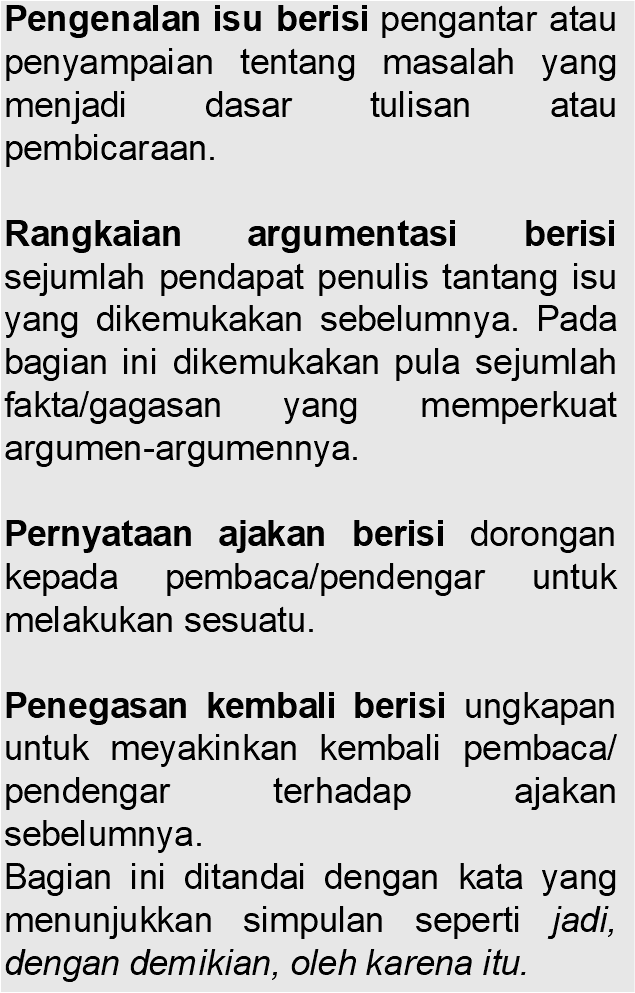 Pengenalan isu berisi pengantar atau
penyampaian tentang masalah yang
menjadi dasar tulisan atau
pembicaraan.
Rangkaian argumentasi berisi
sejumlah pendapat penulis tantang isu
yang dikemukakan sebelumnya. Pada
bagian ini dikemukakan pula sejumlah
fakta/gagasan yang memperkuat
argumen-argumennya.
Pernyataan ajakan berisi dorongan
kepada pembaca/pendengar untuk
melakukan sesuatu.
Penegasan kembali berisi ungkapan
untuk meyakinkan kembali pembaca/
pendengar terhadap ajakan
sebelumnya.
Bagian ini ditandai dengan kata yang
menunjukkan simpulan seperti jadi,
dengan demikian, oleh karena itu.